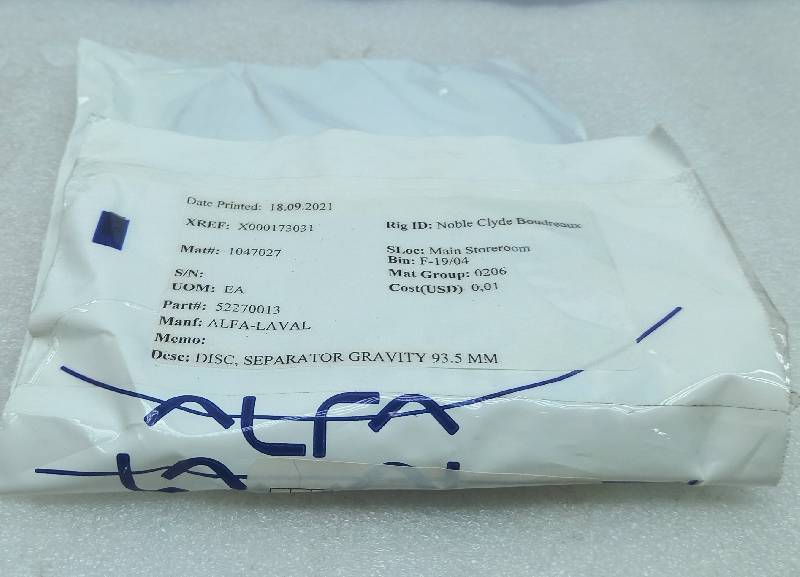 Date Printed: 18.09.2021
XREF: X000173031
Rig ID: Noble Clyde Boudreaux
Mat#: 1047027
SLoc: Main Storeroom
Bin: F-19/04
S/N:
Mat Group: 0206
UOM: EA
Cost(USD) 0,01
Part#: 52270013
Manf: ALFA-LAVAL
Memo:
Desc: DISC, SEPARATOR GRAVITY 93.5 MM
ALFA